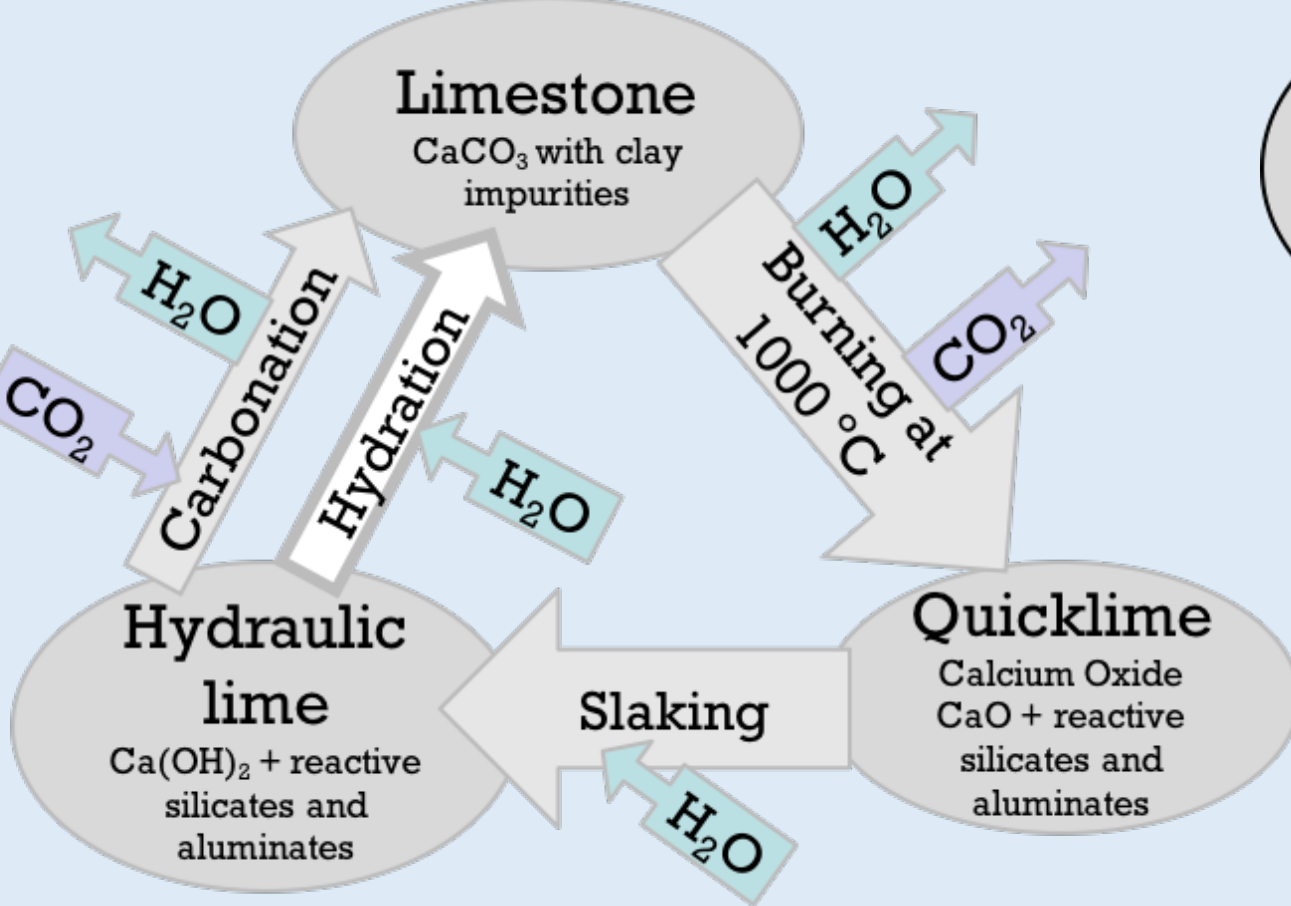 Limestone
CaCO₃ with clay
impurities
H₂O
CO₂
Burning at
1000 °C
H₂O
CO₂
Carbonation
Hydration
H₂O
Quicklime
Calcium Oxide
CaO + reactive
silicates and
aluminates
Slaking
H₂O
Hydraulic
lime
Ca(OH)₂ + reactive
silicates and
aluminates